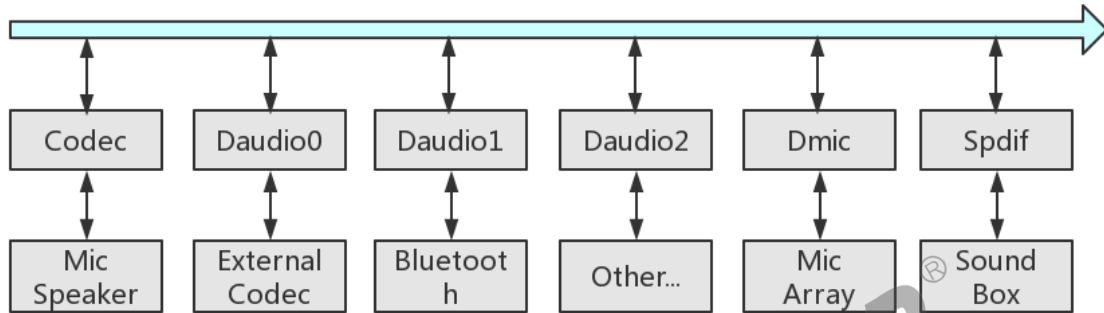 Codec
Daudio0
Daudio1
Daudio2
Dmic
Spdif
Mic
Speaker
External
Codec
Bluetoot
h
Other...
Mic
Array
Sound
Box
®